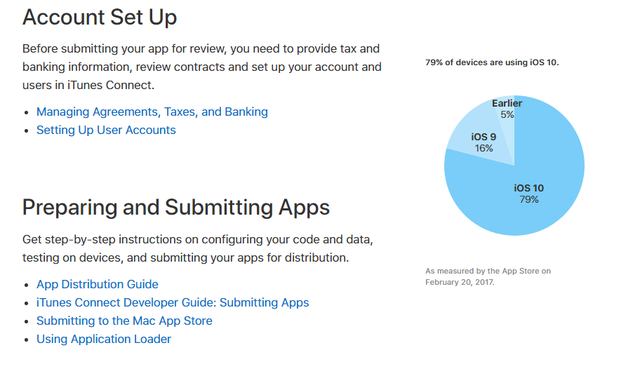 Account Set Up
Before submitting your app for review, you need to provide tax and
banking information, review contracts and set up your account and
users in iTunes Connect.
Managing Agreements, Taxes, and Banking
Setting Up User Accounts
Preparing and Submitting Apps
Get step-by-step instructions on configuring your code and data,
testing on devices, and submitting your apps for distribution.
App Distribution Guide
iTunes Connect Developer Guide: Submitting Apps
Submitting to the Mac App Store
Using Application Loader
79% of devices are using iOS 10.
Earlier
5%
iOS 9
16%
iOS 10
79%
As measured by the App Store on
February 20, 2017.